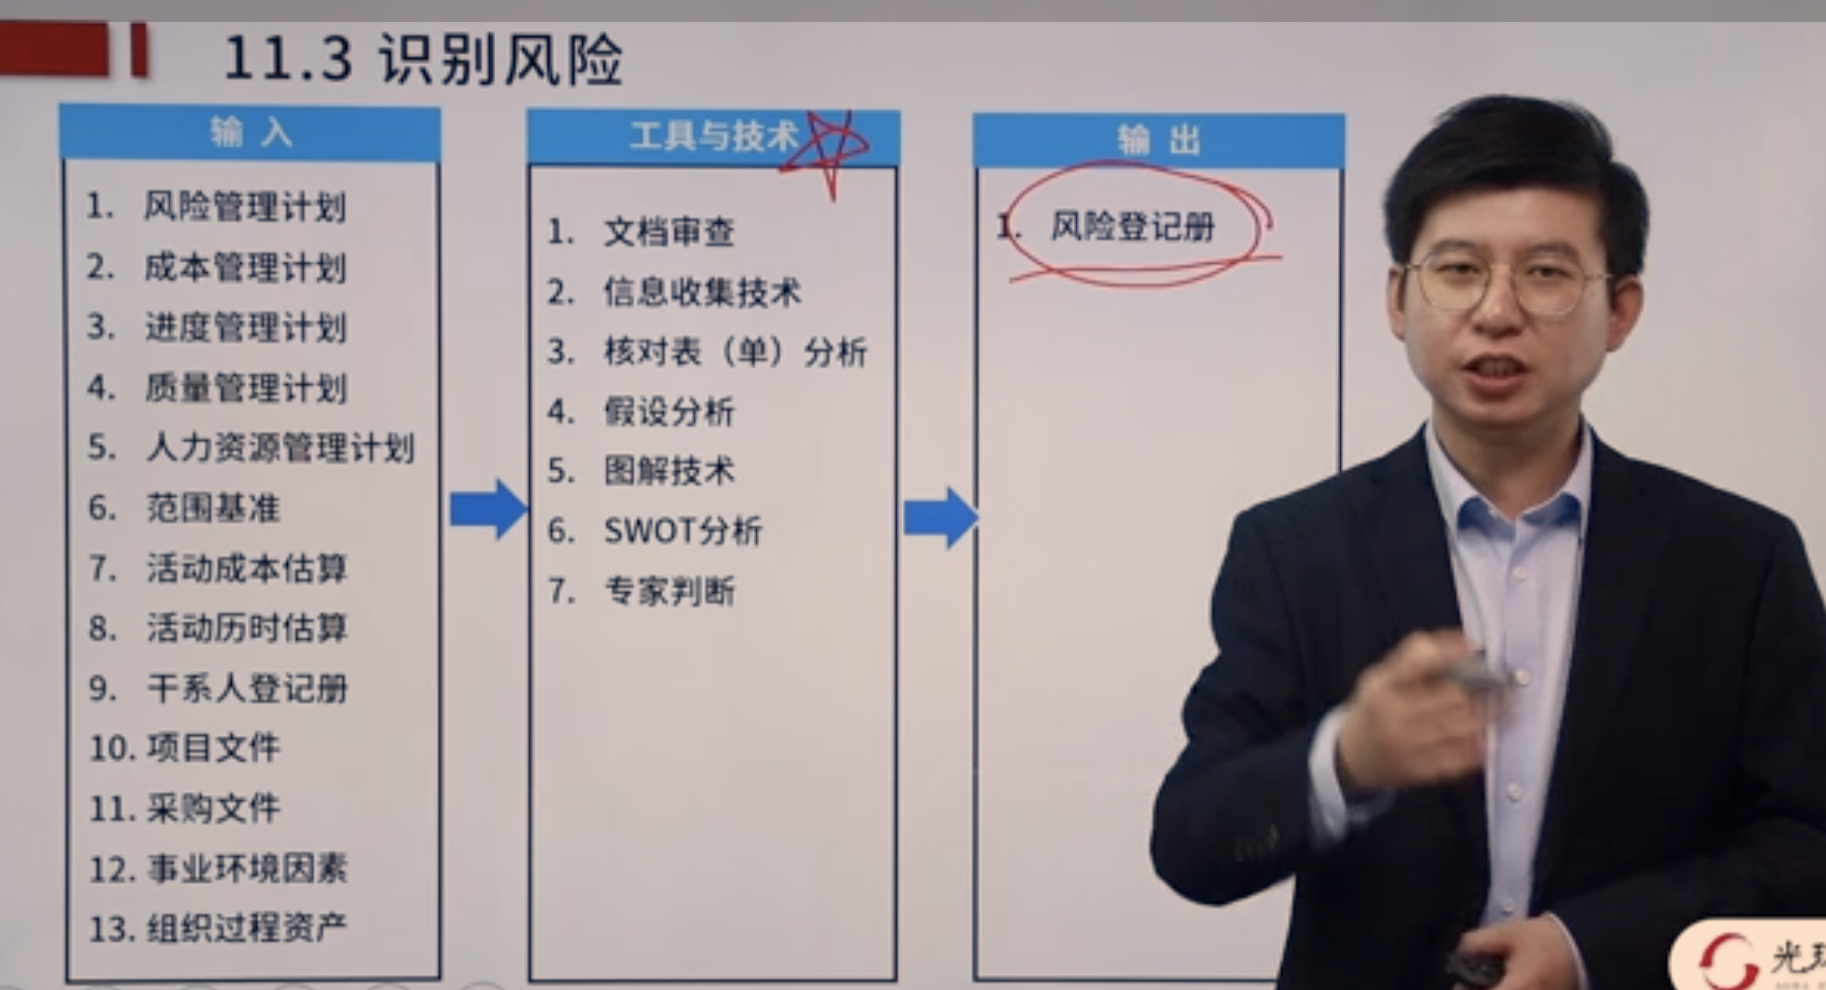 11.3 识别风险
输入
1. 风险管理计划
2. 成本管理计划
3. 进度管理计划
4. 质量管理计划
5. 人力资源管理计划
6. 范围基准
7. 活动成本估算
8. 活动历时估算
9. 干系人登记册
10. 项目文件
11. 采购文件
12. 事业环境因素
13. 组织过程资产
工具与技术
1. 文档审查
2. 信息收集技术
3. 核对表（单）分析
4. 假设分析
5. 图解技术
6. SWOT分析
7. 专家判断
输出
1. 风险登记册
光